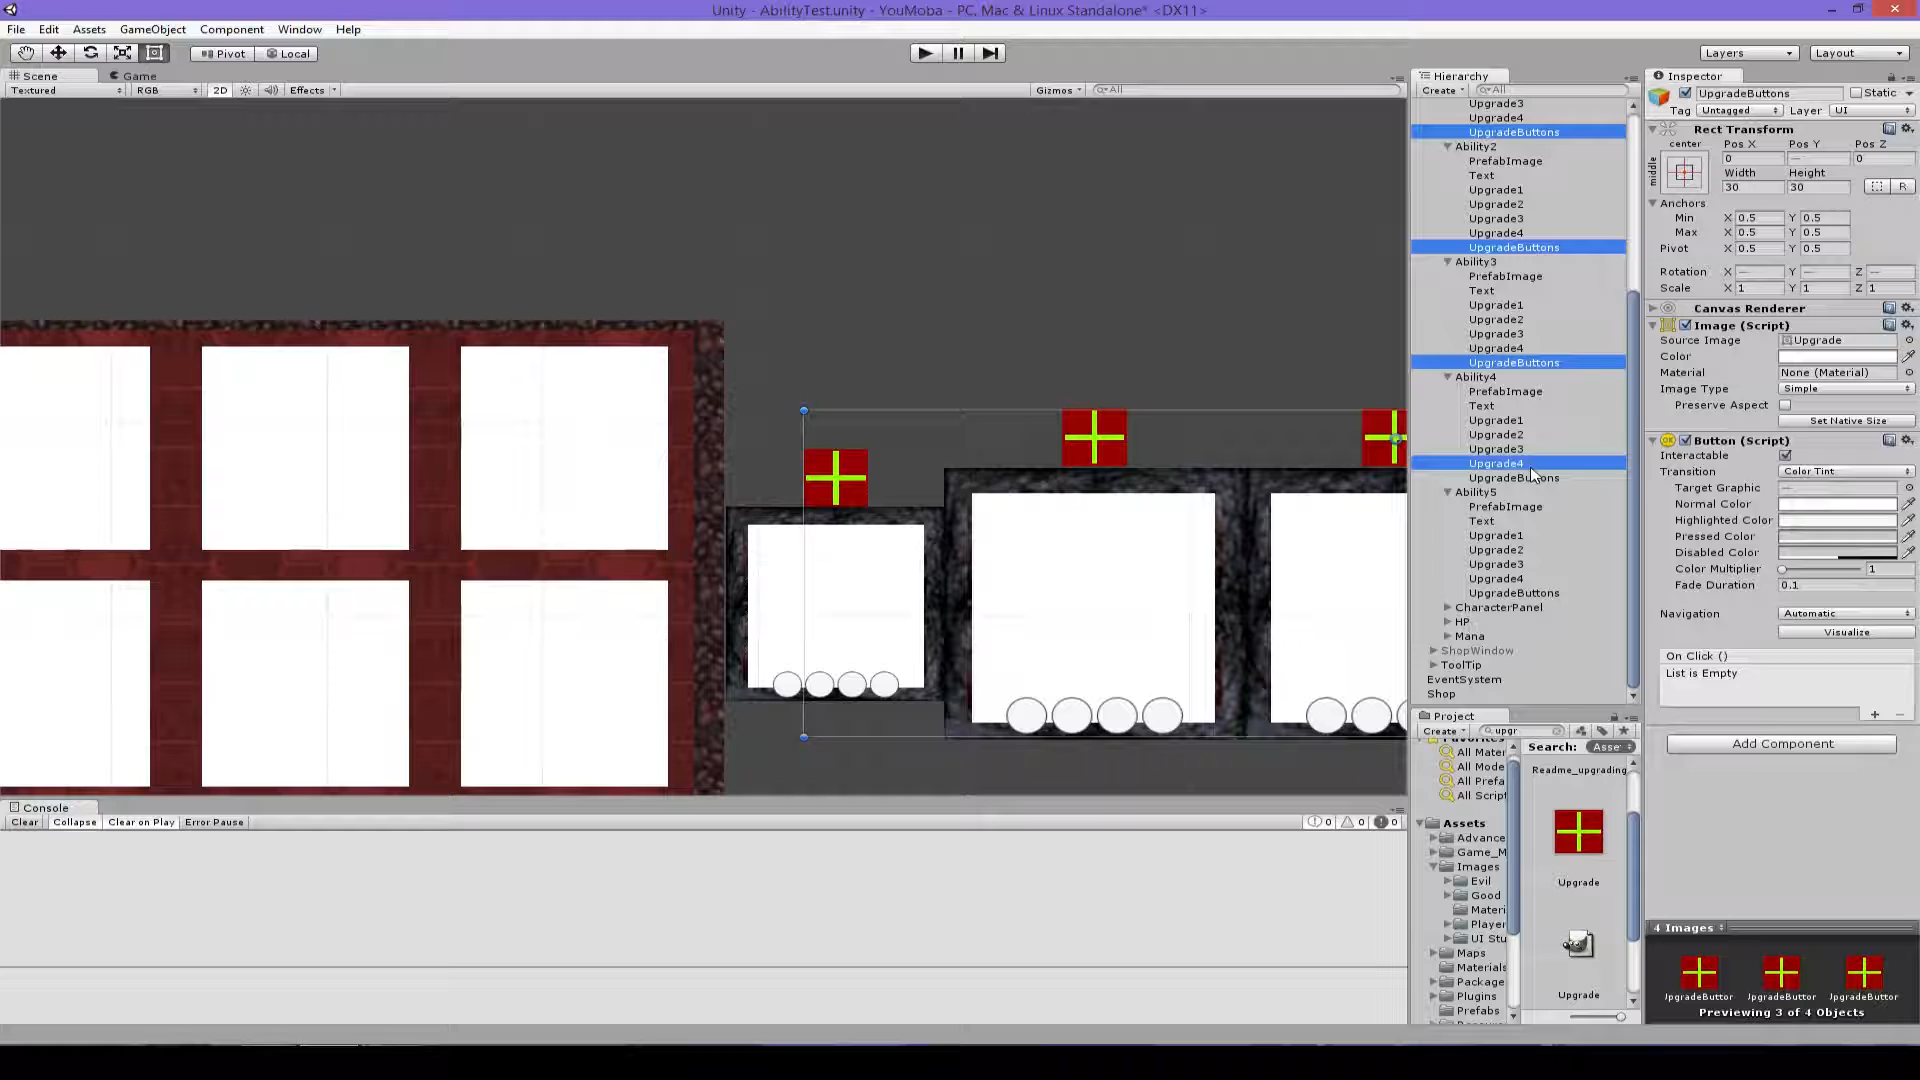 Unity - AbilityTest.unity - YouMoba - PC, Mac & Linux Standalone* <DX11>
File Edit Assets GameObject Component Window Help
Pivot Local
Layers Layout
Scene Game
Textured RGB 2D Effects Gizmos All
Hierarchy
Create All
Upgrade3
Upgrade4
UpgradeButtons
Ability2
PrefabImage
Text
Upgrade1
Upgrade2
Upgrade3
Upgrade4
UpgradeButtons
Ability3
PrefabImage
Text
Upgrade1
Upgrade2
Upgrade3
Upgrade4
UpgradeButtons
Ability4
PrefabImage
Text
Upgrade1
Upgrade2
Upgrade3
Upgrade4
UpgradeButtons
Ability5
PrefabImage
Text
Upgrade1
Upgrade2
Upgrade3
Upgrade4
UpgradeButtons
CharacterPanel
HP
Mana
ShopWindow
ToolTip
EventSystem
Shop
Inspector
UpgradeButtons Static
Tag Untagged Layer UI
Rect Transform
center Pos X Pos Y Pos Z
middle 0 — 0
Width Height
30 30 R
Anchors
Min X 0.5 Y 0.5
Max X 0.5 Y 0.5
Pivot X 0.5 Y 0.5
Rotation X — Y — Z —
Scale X 1 Y 1 Z 1
Canvas Renderer
Image (Script)
Source Image Upgrade
Color
Material None (Material)
Image Type Simple
Preserve Aspect
Set Native Size
Button (Script)
Interactable
Transition Color Tint
Target Graphic —
Normal Color
Highlighted Color
Pressed Color
Disabled Color
Color Multiplier 1
Fade Duration 0.1
Navigation Automatic
Visualize
On Click ()
List is Empty
Add Component
4 Images
UpgradeButtor UpgradeButtor UpgradeButtor
Previewing 3 of 4 Objects
Project
Create upgr
Search: Asse
Favorites
All Mater
All Mode
All Prefa
All Script
Assets
Advance
Game_M
Images
Evil
Good
Materi
Player
UI Stu
Maps
Materials
Package
Plugins
Prefabs
Readme_upgrading
Upgrade
Upgrade
Console
Clear Collapse Clear on Play Error Pause 0 0 0